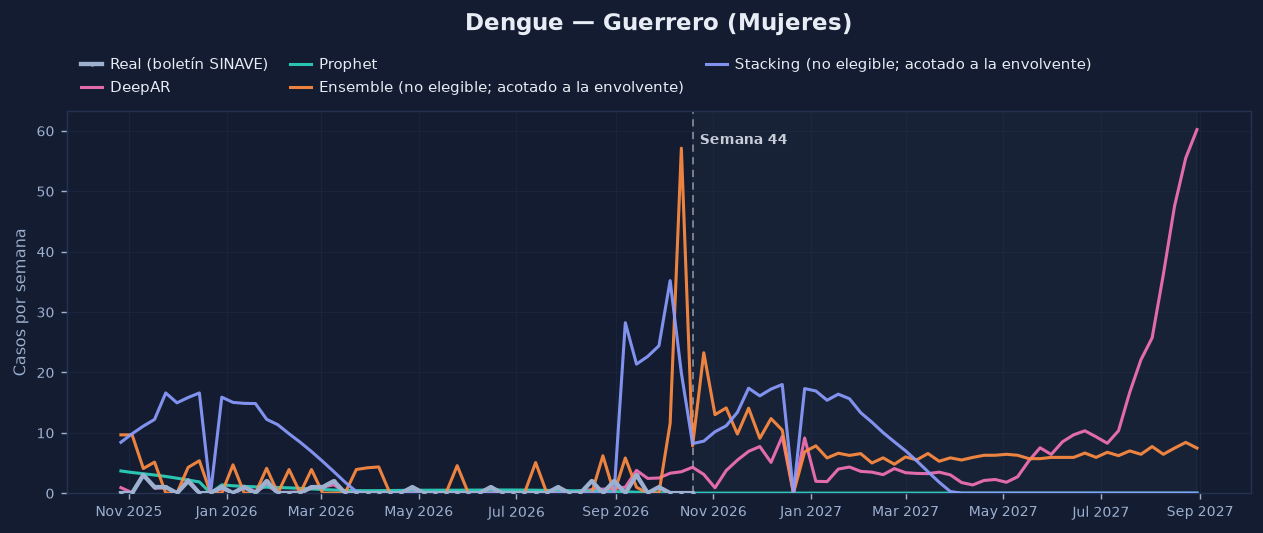 Dengue — Guerrero (Mujeres)
Real (boletín SINAVE)
Prophet
Stacking (no elegible; acotado a la envolvente)
DeepAR
Ensemble (no elegible; acotado a la envolvente)
Semana 44
Casos por semana
60
50
40
30
20
10
0
Nov 2025
Jan 2026
Mar 2026
May 2026
Jul 2026
Sep 2026
Nov 2026
Jan 2027
Mar 2027
May 2027
Jul 2027
Sep 2027